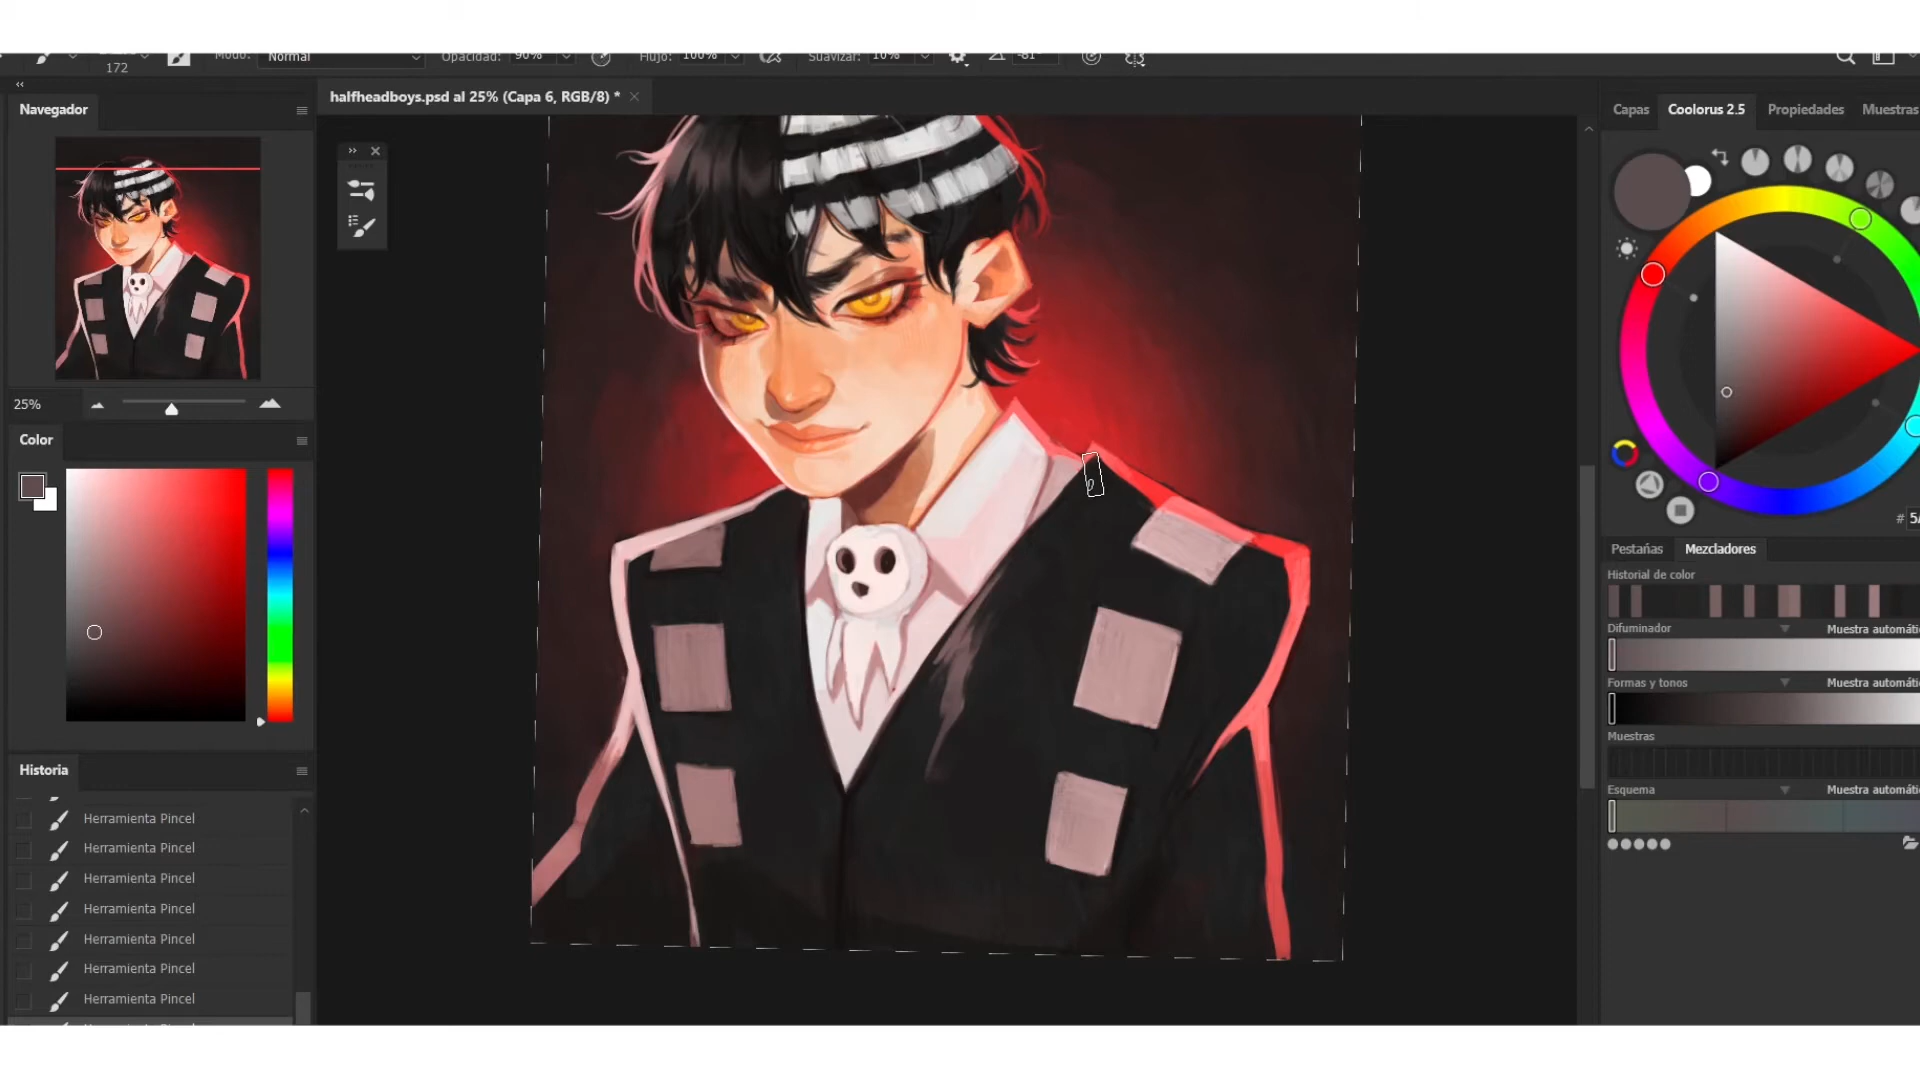 Modo: Normal Opacidad: 90% Flujo: 100% Suavizar: 10% -81°
172
halfheadboys.psd al 25% (Capa 6, RGB/8) *
Navegador
25%
Color
Historia
Herramienta Pincel
Herramienta Pincel
Herramienta Pincel
Herramienta Pincel
Herramienta Pincel
Herramienta Pincel
Herramienta Pincel
Capas Coolorus 2.5 Propiedades Muestras
# 5
Pestañas Mezcladores
Historial de color
Difuminador Muestra automáti
Formas y tonos Muestra automáti
Muestras
Esquema Muestra automáti